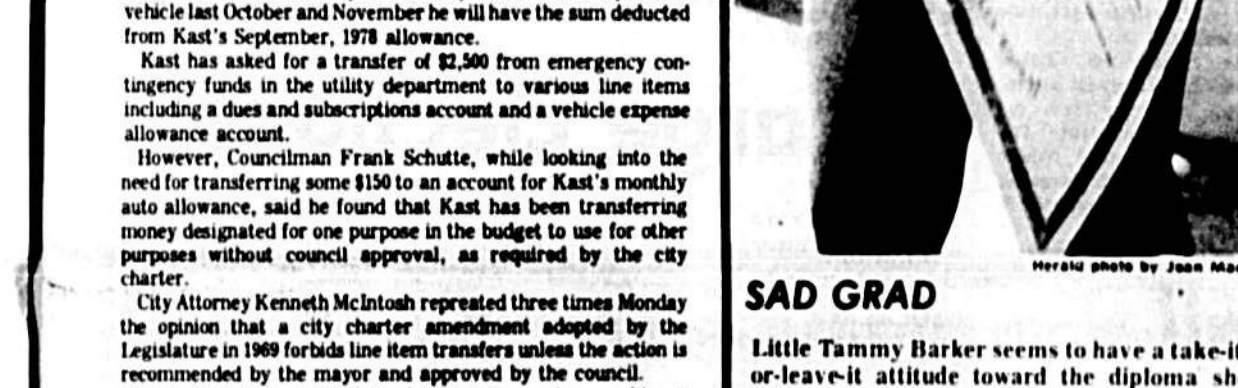 vehicle last October and November he will have the sum deducted
from Kast's September, 1978 allowance.
Kast has asked for a transfer of $2,500 from emergency con-
tingency funds in the utility department to various line items
including a dues and subscriptions account and a vehicle expense
allowance account.
However, Councilman Frank Schutte, while looking into the
need for transferring some $150 to an account for Kast's monthly
auto allowance, said he found that Kast has been transferring
money designated for one purpose in the budget to use for other
purposes without council approval, as required by the city
charter.
City Attorney Kenneth McIntosh repreated three times Monday
the opinion that a city charter amendment adopted by the
Legislature in 1969 forbids line item transfers unless the action is
recommended by the mayor and approved by the council.
Herald photo by Jean
SAD GRAD
Little Tammy Barker seems to have a take-it
or-leave-it attitude toward the diploma sh